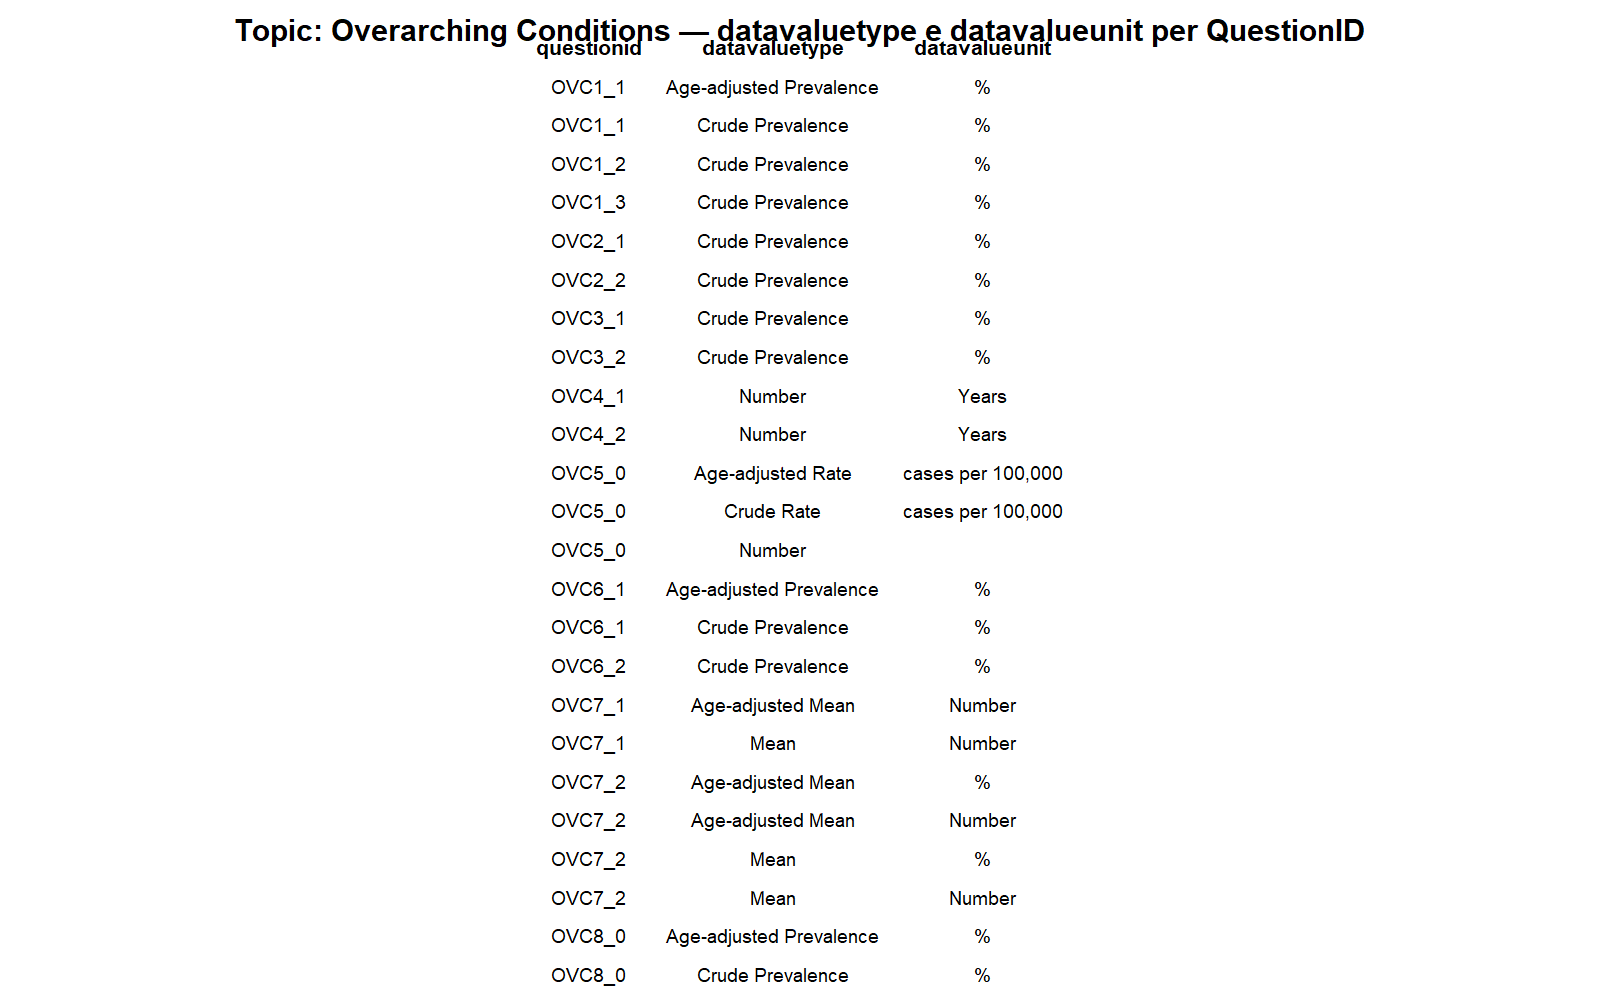 Topic: Overarching Conditions — datavaluetype e datavalueunit per QuestionID
questionid datavaluetype datavalueunit
OVC1_1 Age-adjusted Prevalence %
OVC1_1 Crude Prevalence %
OVC1_2 Crude Prevalence %
OVC1_3 Crude Prevalence %
OVC2_1 Crude Prevalence %
OVC2_2 Crude Prevalence %
OVC3_1 Crude Prevalence %
OVC3_2 Crude Prevalence %
OVC4_1 Number Years
OVC4_2 Number Years
OVC5_0 Age-adjusted Rate cases per 100,000
OVC5_0 Crude Rate cases per 100,000
OVC5_0 Number
OVC6_1 Age-adjusted Prevalence %
OVC6_1 Crude Prevalence %
OVC6_2 Crude Prevalence %
OVC7_1 Age-adjusted Mean Number
OVC7_1 Mean Number
OVC7_2 Age-adjusted Mean %
OVC7_2 Age-adjusted Mean Number
OVC7_2 Mean %
OVC7_2 Mean Number
OVC8_0 Age-adjusted Prevalence %
OVC8_0 Crude Prevalence %